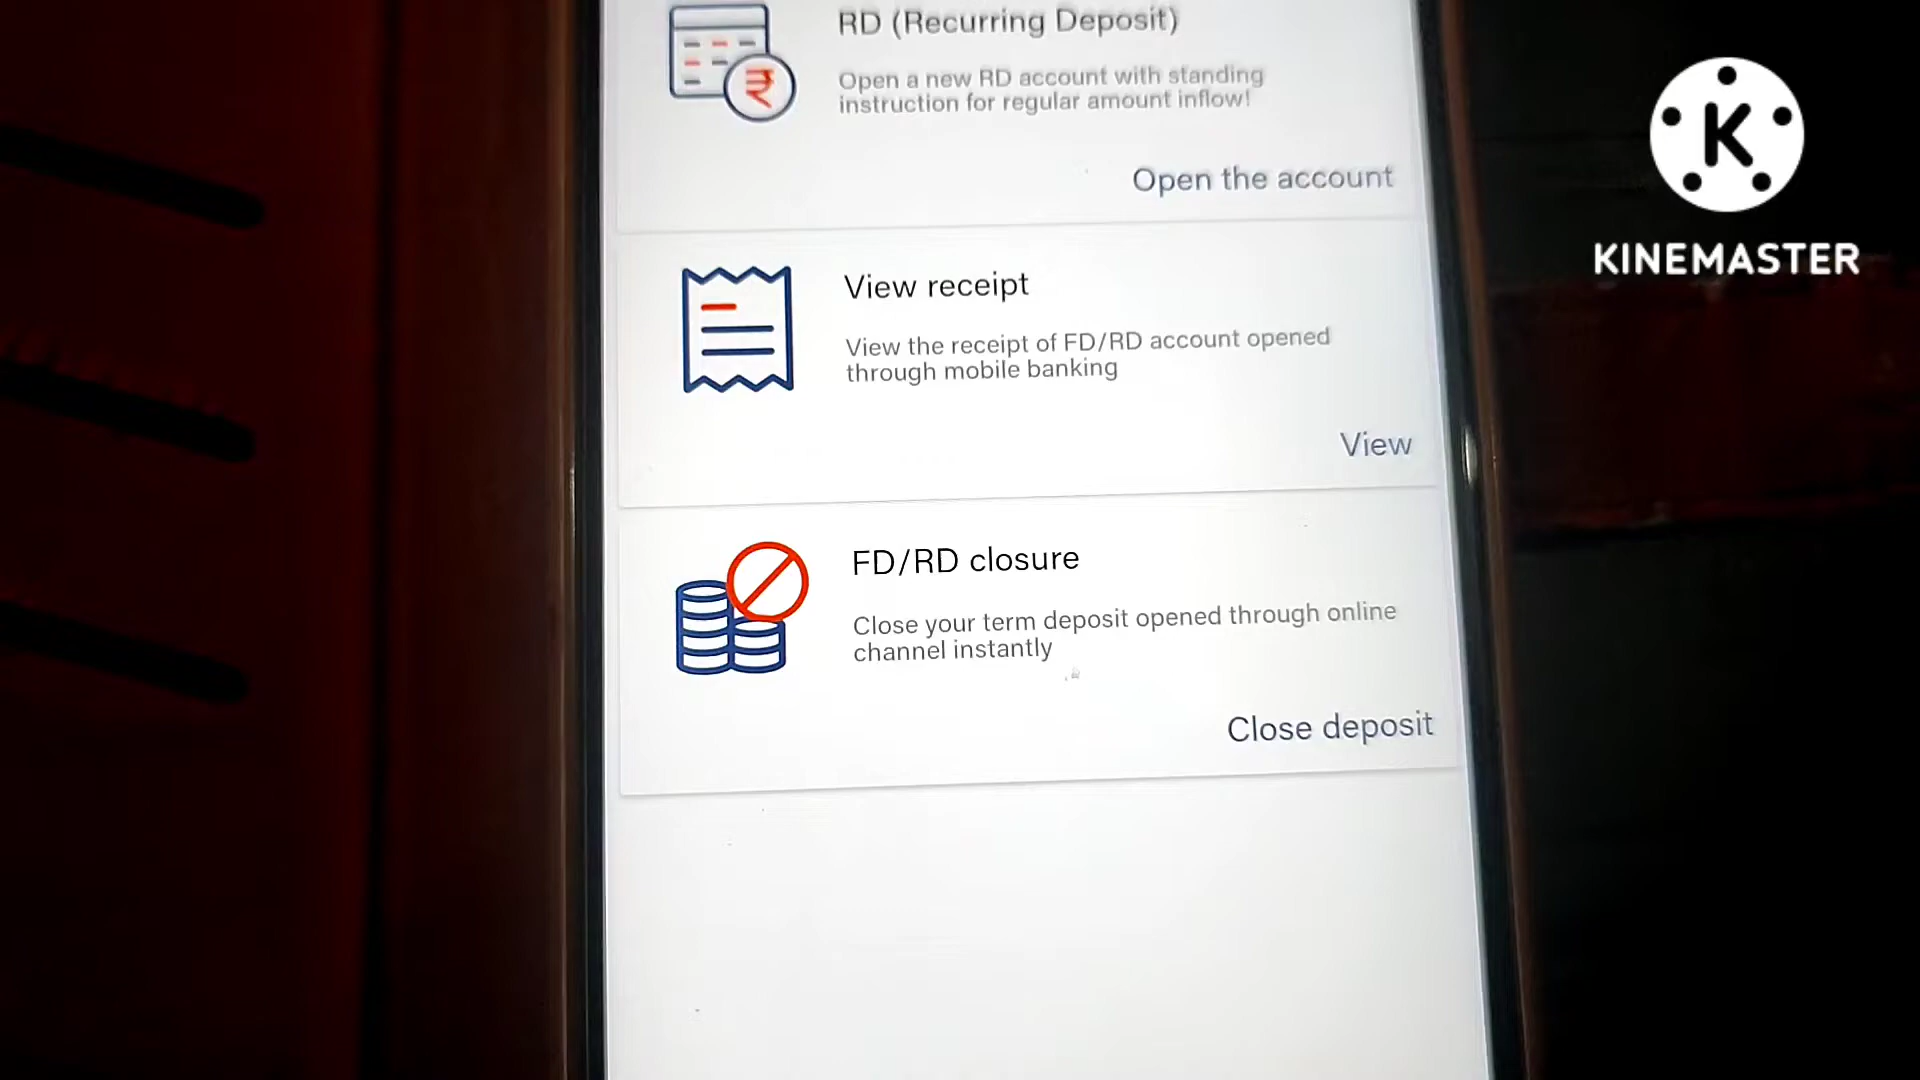 RD (Recurring Deposit)
Open a new RD account with standing
instruction for regular amount inflow!
Open the account
View receipt
View the receipt of FD/RD account opened
through mobile banking
View
FD/RD closure
Close your term deposit opened through online
channel instantly
Close deposit
K
KINEMASTER